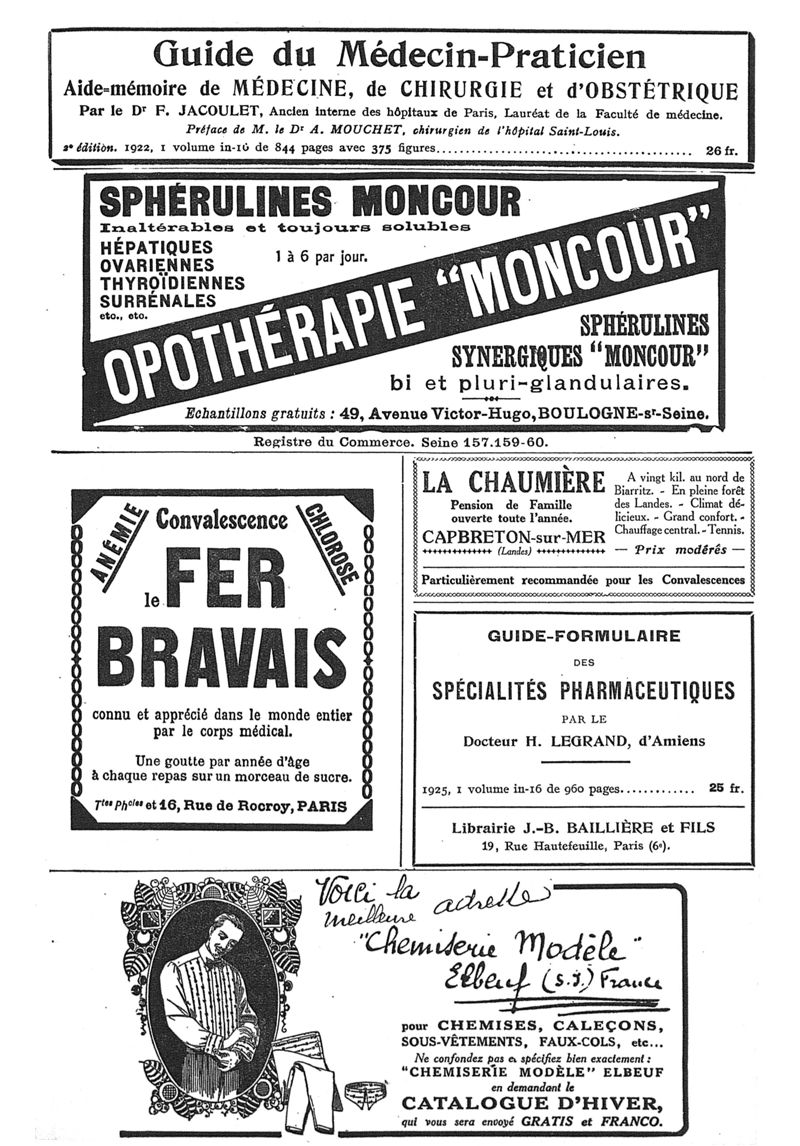 Guide du Médecin-Praticien
Aide-mémoire de MÉDECINE, de CHIRURGIE et d'OBSTÉTRIQUE
Par le Dr F. JACOULET, Ancien interne des hôpitaux de Paris, Lauréat de la Faculté de médecine.
Préface de M. le Dr A. MOUCHET, chirurgien de l'hôpital Saint-Louis.
2e édition. 1922, 1 volume in-16 de 844 pages avec 375 figures........................................................ 26 fr.
SPHÉRULINES MONCOUR
Inaltérables et toujours solubles
HÉPATIQUES
OVARIENNES
THYROÏDIENNES
SURRÉNALES
etc., etc.
1 à 6 par jour.
OPOTHÉRAPIE "MONCOUR"
SPHÉRULINES
SYNERGIQUES "MONCOUR"
bi et pluri-glandulaires.
Echantillons gratuits : 49, Avenue Victor-Hugo, BOULOGNE-sr-Seine.
Registre du Commerce. Seine 157.159-60.
ANÉMIE
Convalescence
CHLOROSE
le FER
BRAVAIS
connu et apprécié dans le monde entier
par le corps médical.
Une goutte par année d'âge
à chaque repas sur un morceau de sucre.
Ttes Phcies et 16, Rue de Rocroy, PARIS
LA CHAUMIÈRE
Pension de Famille
ouverte toute l'année.
CAPBRETON-sur-MER
(Landes)
A vingt kil. au nord de
Biarritz. - En pleine forêt
des Landes. - Climat dé-
licieux. - Grand confort. -
Chauffage central. - Tennis.
— Prix modérés —
Particulièrement recommandée pour les Convalescences
GUIDE-FORMULAIRE
DES
SPÉCIALITÉS PHARMACEUTIQUES
PAR LE
Docteur H. LEGRAND, d'Amiens
1925, 1 volume in-16 de 960 pages............ 25 fr.
Librairie J.-B. BAILLIÈRE et FILS
19, Rue Hautefeuille, Paris (6e).
Voici la
meilleure adresse
"Chemiserie Modèle"
Elbeuf (S.I.) France
pour CHEMISES, CALEÇONS,
SOUS-VÊTEMENTS, FAUX-COLS, etc...
Ne confondez pas et spécifiez bien exactement :
"CHEMISERIE MODÈLE" ELBEUF
en demandant le
CATALOGUE D'HIVER,
qui vous sera envoyé GRATIS et FRANCO.